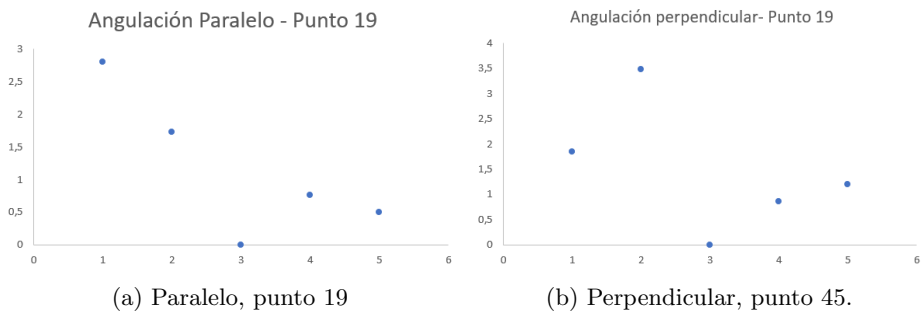 Angulación Paralelo - Punto 19
3
2,5
2
1,5
1
0,5
0
0 1 2 3 4 5 6
(a) Paralelo, punto 19
Angulación perpendicular- Punto 19
4
3,5
3
2,5
2
1,5
1
0,5
0
0 1 2 3 4 5 6
(b) Perpendicular, punto 45.